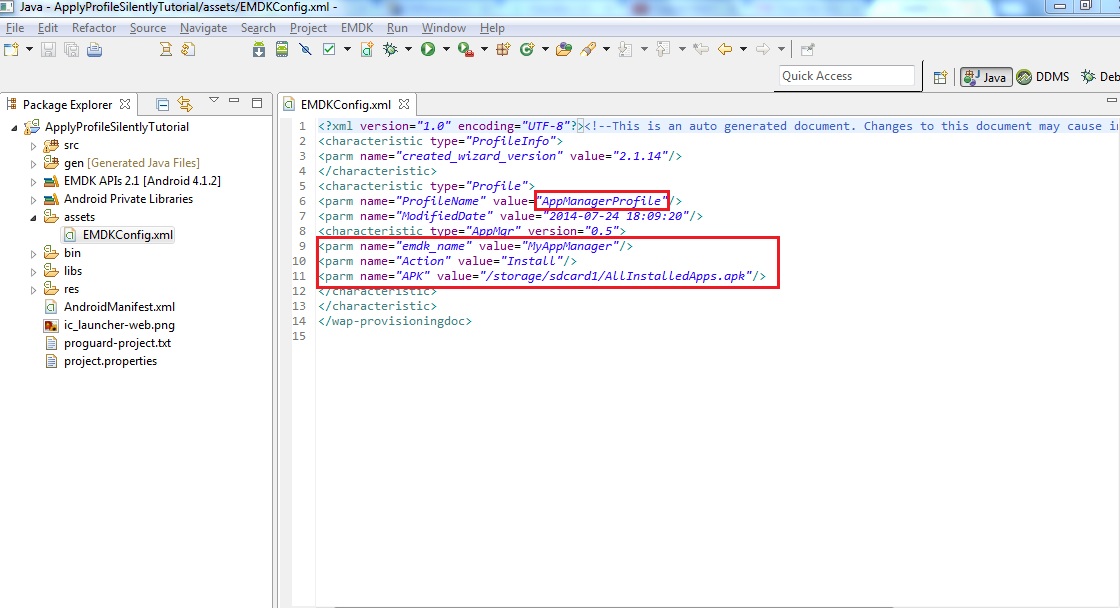 Java - ApplyProfileSilentlyTutorial/assets/EMDKConfig.xml -
File Edit Refactor Source Navigate Search Project EMDK Run Window Help
Quick Access
Java DDMS Deb
Package Explorer
ApplyProfileSilentlyTutorial
src
gen [Generated Java Files]
EMDK APIs 2.1 [Android 4.1.2]
Android Private Libraries
assets
EMDKConfig.xml
bin
libs
res
AndroidManifest.xml
ic_launcher-web.png
proguard-project.txt
project.properties
EMDKConfig.xml
1 <?xml version="1.0" encoding="UTF-8"?><!--This is an auto generated document. Changes to this document may cause in
2 <characteristic type="ProfileInfo">
3 <parm name="created_wizard_version" value="2.1.14"/>
4 </characteristic>
5 <characteristic type="Profile">
6 <parm name="ProfileName" value="AppManagerProfile"/>
7 <parm name="ModifiedDate" value="2014-07-24 18:09:20"/>
8 <characteristic type="AppMgr" version="0.5">
9 <parm name="emdk_name" value="MyAppManager"/>
10 <parm name="Action" value="Install"/>
11 <parm name="APK" value="/storage/sdcard1/AllInstalledApps.apk"/>
12 </characteristic>
13 </characteristic>
14 </wap-provisioningdoc>
15